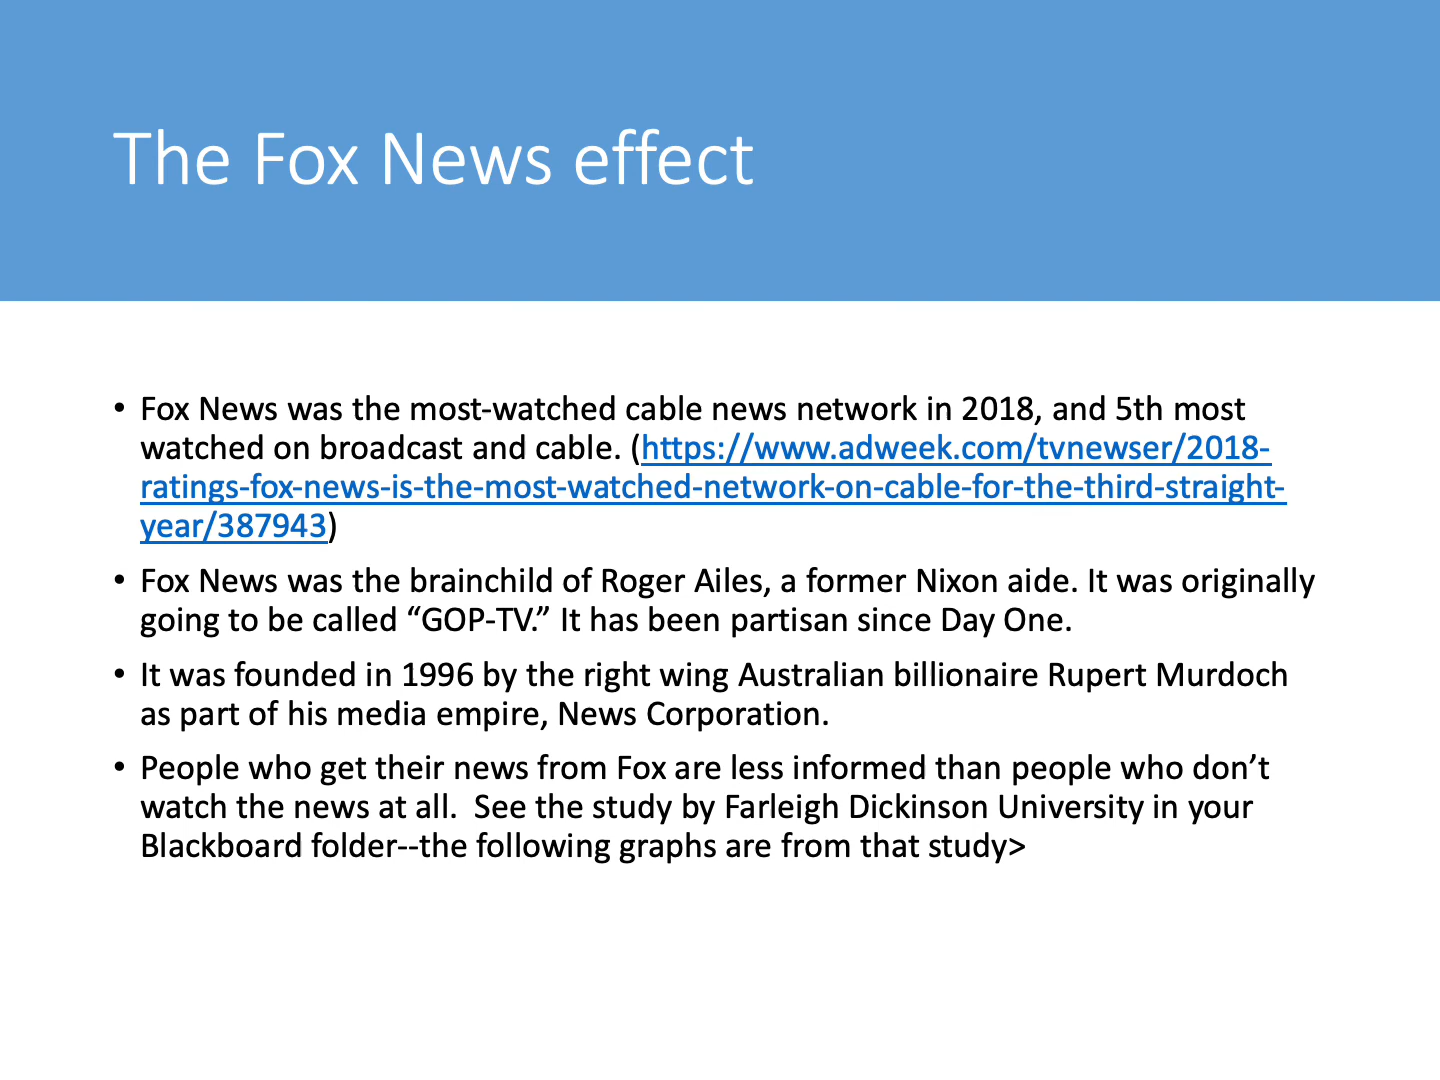 The Fox News effect
• Fox News was the most-watched cable news network in 2018, and 5th most
watched on broadcast and cable. (https://www.adweek.com/tvnewser/2018-
ratings-fox-news-is-the-most-watched-network-on-cable-for-the-third-straight-
year/387943)
• Fox News was the brainchild of Roger Ailes, a former Nixon aide. It was originally
going to be called “GOP-TV.” It has been partisan since Day One.
• It was founded in 1996 by the right wing Australian billionaire Rupert Murdoch
as part of his media empire, News Corporation.
• People who get their news from Fox are less informed than people who don’t
watch the news at all.  See the study by Farleigh Dickinson University in your
Blackboard folder--the following graphs are from that study>